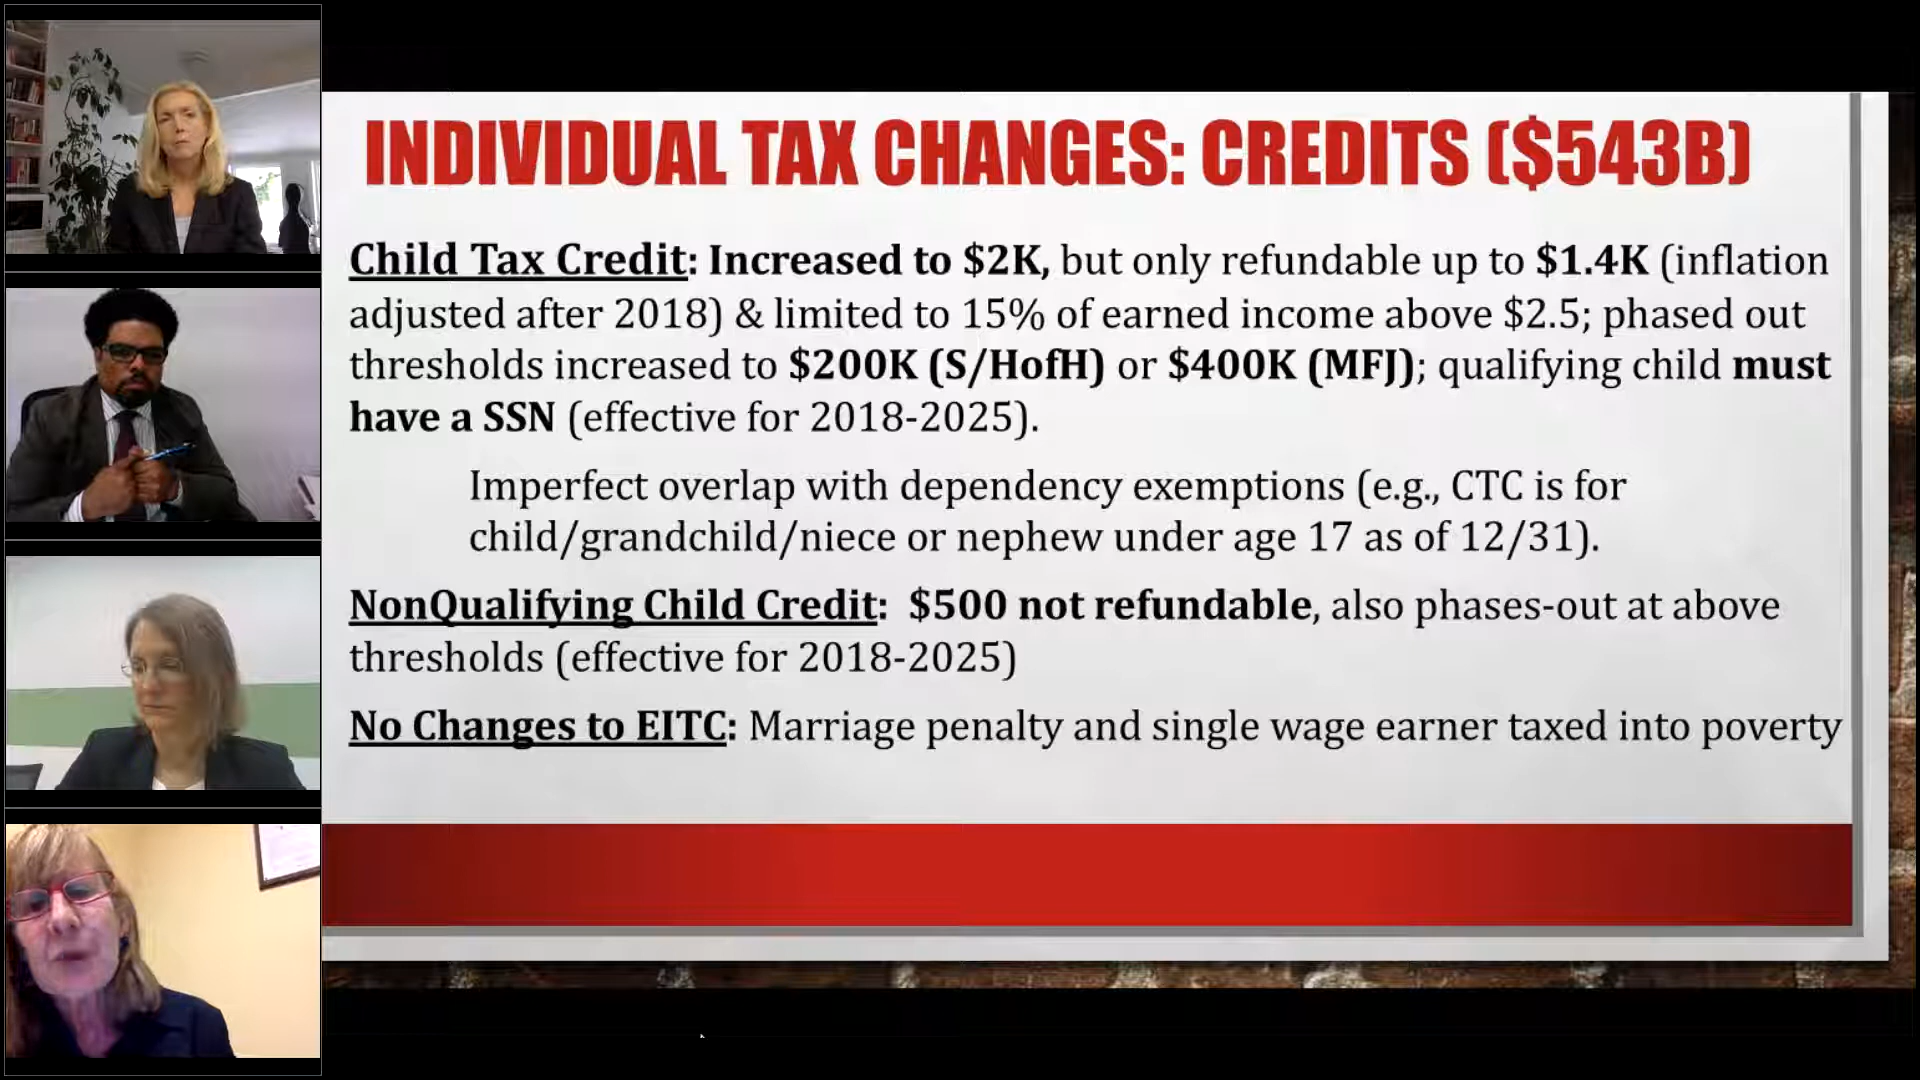 INDIVIDUAL TAX CHANGES: CREDITS ($543B)
Child Tax Credit: Increased to $2K, but only refundable up to $1.4K (inflation
adjusted after 2018) & limited to 15% of earned income above $2.5; phased out
thresholds increased to $200K (S/HofH) or $400K (MFJ); qualifying child must
have a SSN (effective for 2018-2025).
Imperfect overlap with dependency exemptions (e.g., CTC is for
child/grandchild/niece or nephew under age 17 as of 12/31).
NonQualifying Child Credit:  $500 not refundable, also phases-out at above
thresholds (effective for 2018-2025)
No Changes to EITC: Marriage penalty and single wage earner taxed into poverty